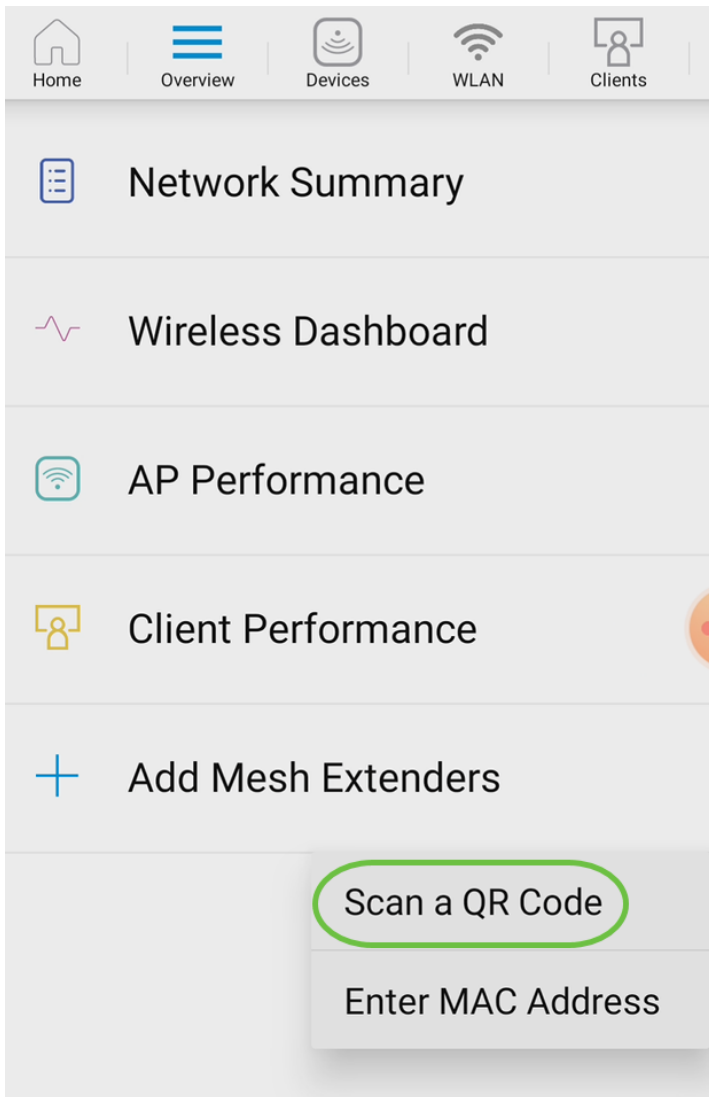 Home
Overview
Devices
WLAN
Clients
Network Summary
Wireless Dashboard
AP Performance
Client Performance
Add Mesh Extenders
Scan a QR Code
Enter MAC Address